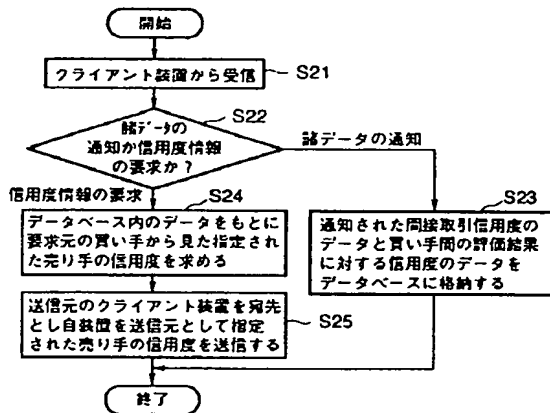 開始
クライアント装置から受信
S21
S22
諸データの
通知か信用度情報
の要求か?
諸データの通知
信用度情報の要求
S24
データベース内のデータをもとに
要求元の買い手から見た指定され
た売り手の信用度を求める
S23
通知された間接取引信用度の
データと買い手間の評価結果
に対する信用度のデータを
データベースに格納する
送信元のクライアント装置を宛先
とし自装置を送信元として指定
された売り手の信用度を送信する
S25
終了